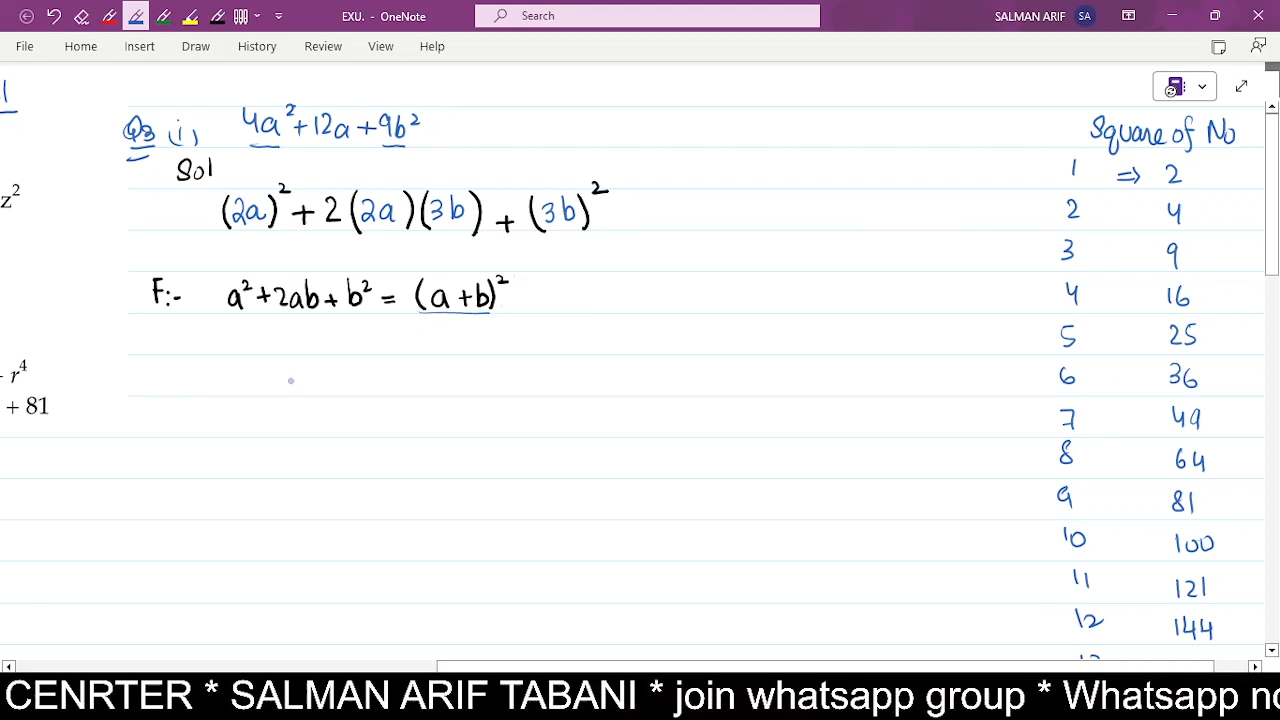 EXU. - OneNote
Search
SALMAN ARIF SA
File Home Insert Draw View History Review View Help
1
z²
- r⁴
+ 81
Q3 (i) 4a²+12a+9b²
Sol
(2a)² + 2(2a)(3b) + (3b)²
F:- a²+2ab+b² = (a+b)²
Square of No
1 ⇒ 2
2 4
3 9
4 16
5 25
6 36
7 49
8 64
9 81
10 100
11 121
12 144
CENRTER * SALMAN ARIF TABANI * join whatsapp group * Whatsapp no